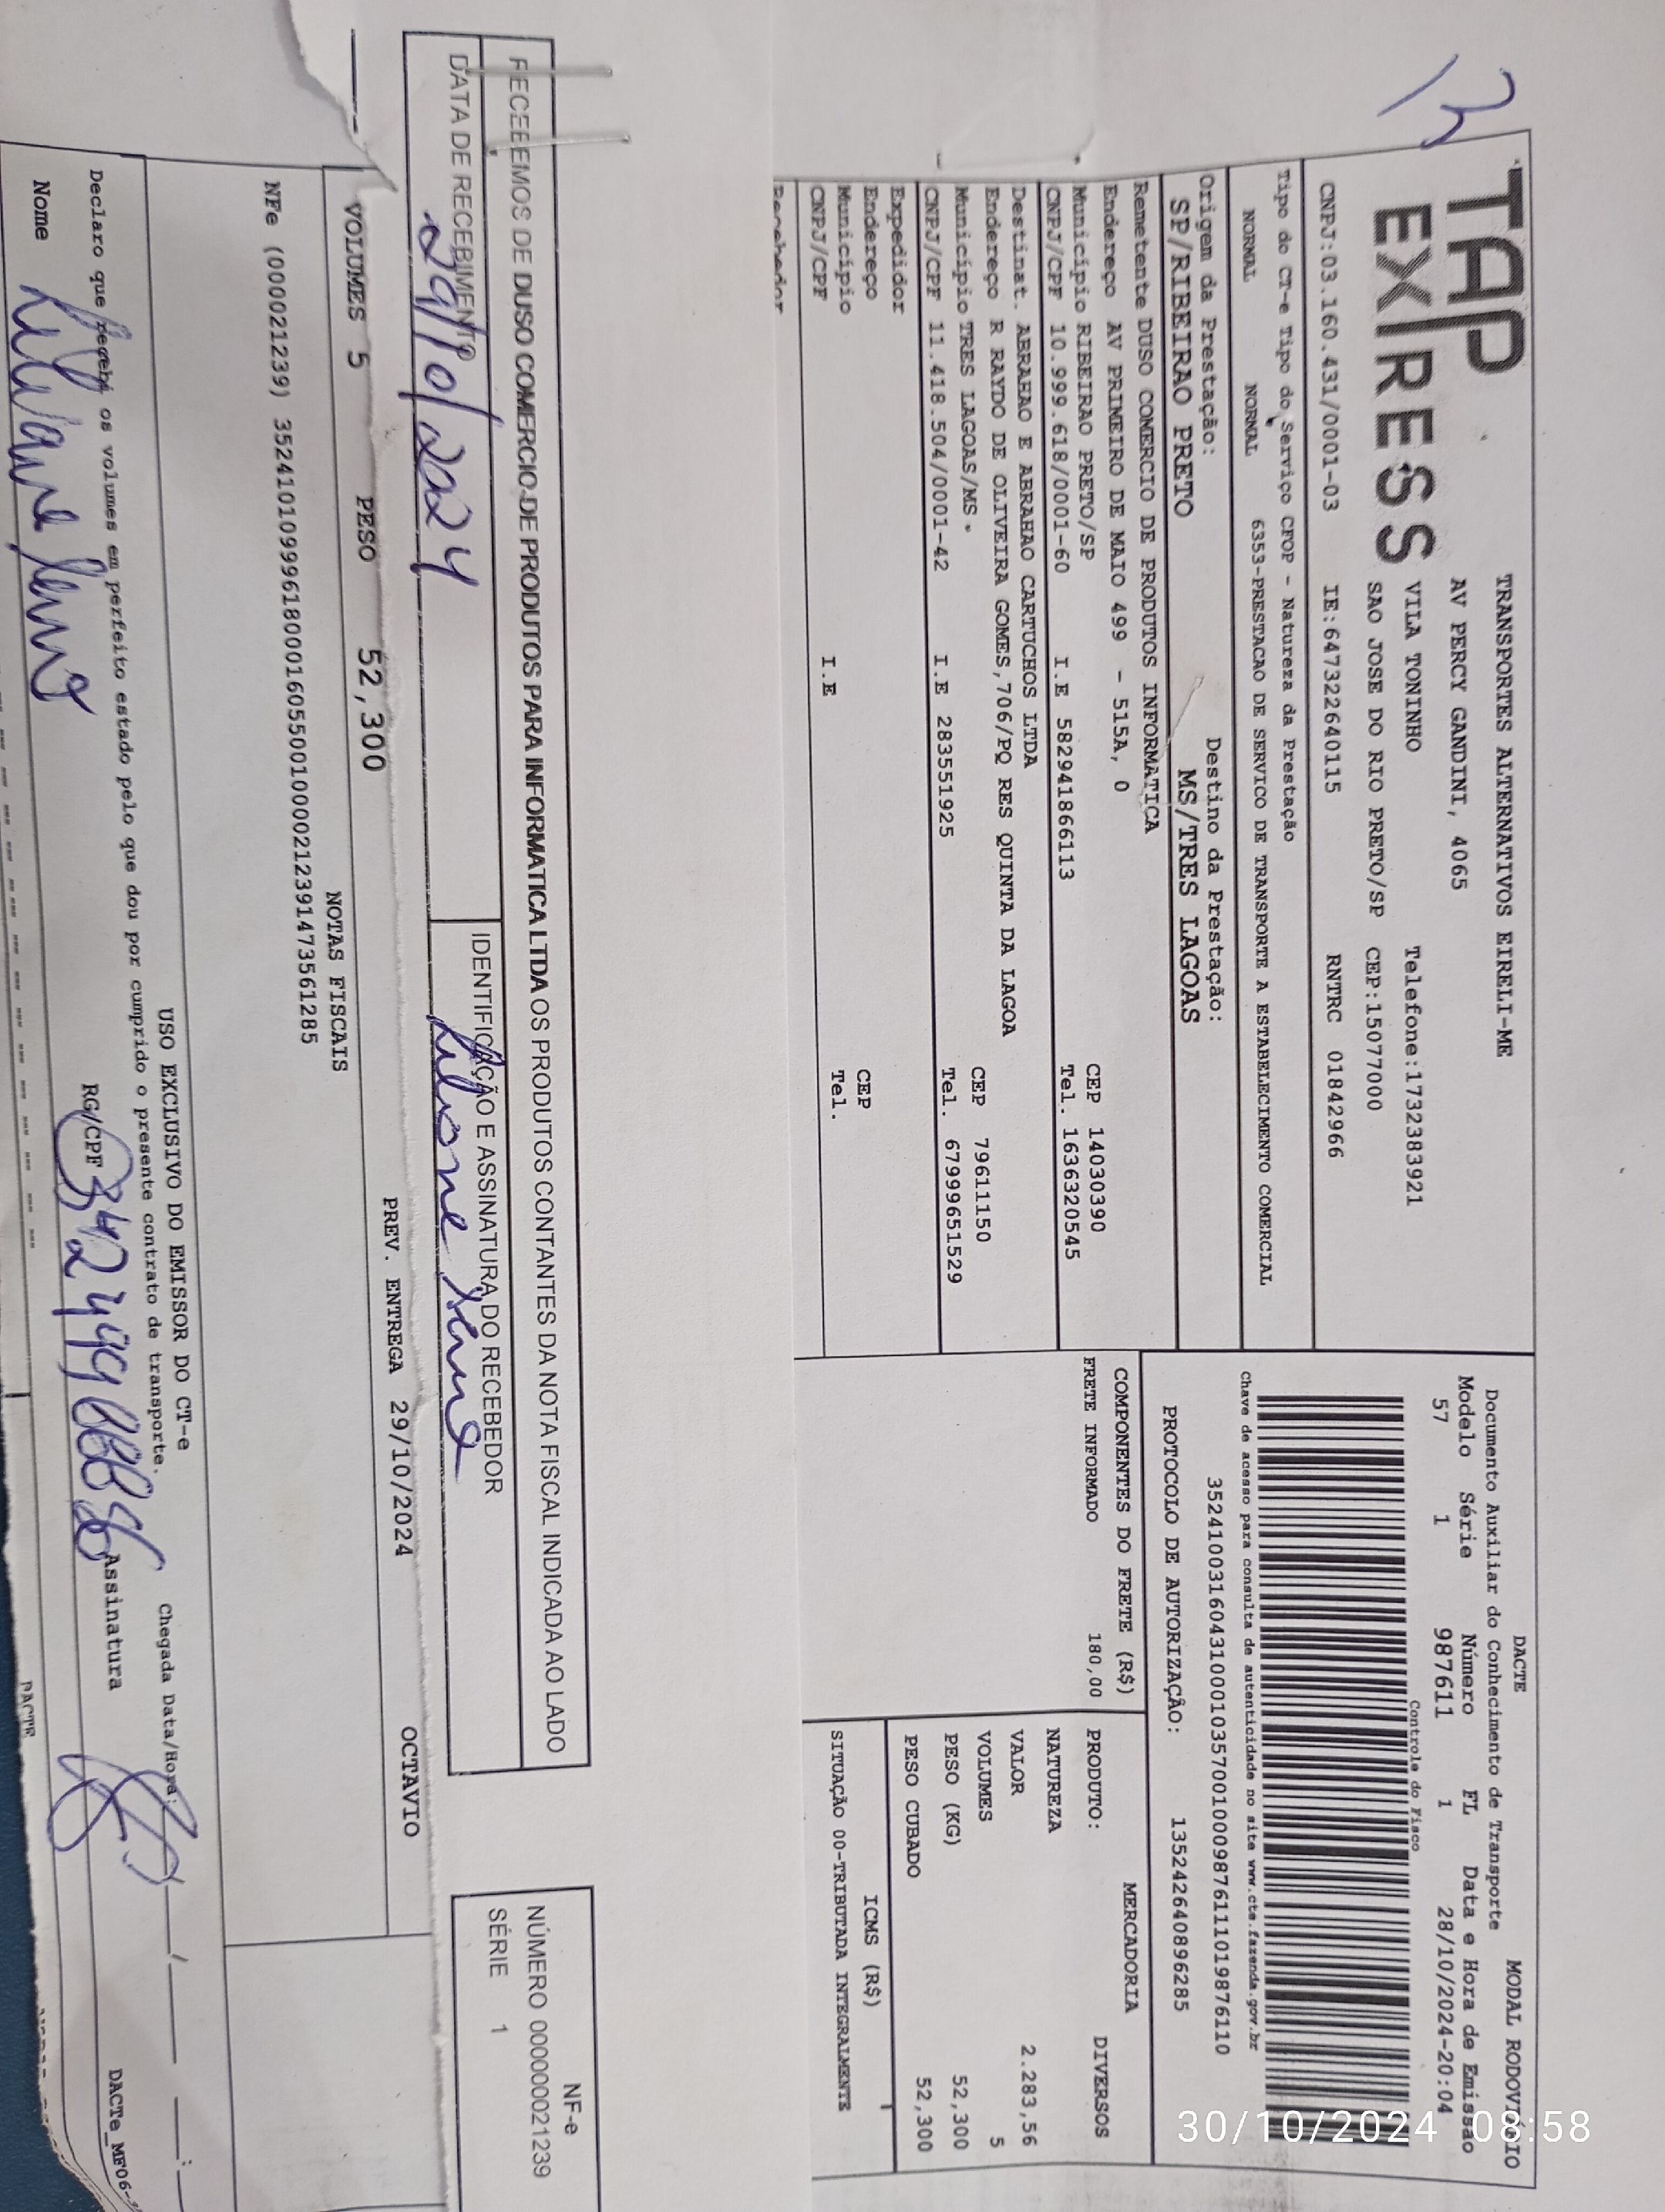 TAP
EXPRESS
TRANSPORTES ALTERNATIVOS EIRELI-ME
AV PERCY GANDINI, 4065
VILA TONINHO Telefone:1732383921
SAO JOSE DO RIO PRETO/SP CEP:15077000
CNPJ:03.160.431/0001-03 IE:647322640115 RNTRC 01842966
Tipo do CT-e Tipo do Serviço CFOP - Natureza da Prestação
NORMAL NORMAL 6353-PRESTACAO DE SERVICO DE TRANSPORTE A ESTABELECIMENTO COMERCIAL
Origem da Prestação: Destino da Prestação:
SP/RIBEIRAO PRETO MS/TRES LAGOAS
Remetente DUSO COMERCIO DE PRODUTOS INFORMATICA
Endereço AV PRIMEIRO DE MAIO 499 - 515A, 0
Município RIBEIRAO PRETO/SP CEP 14030390
CNPJ/CPF 10.999.618/0001-60 I.E 582941866113 Tel. 1636320545
Destinat. ABRAHAO E ABRAHAO CARTUCHOS LTDA
Endereço R RAYDO DE OLIVEIRA GOMES,706/PQ RES QUINTA DA LAGOA
Município TRES LAGOAS/MS CEP 79611150
CNPJ/CPF 11.418.504/0001-42 I.E 283551925 Tel. 67999651529
Expedidor
Endereço CEP
Município Tel.
CNPJ/CPF I.E
Recebedor
DACTE MODAL RODOVIÁRIO
Documento Auxiliar do Conhecimento de Transporte
Modelo Série Número FL Data e Hora de Emissão
57 1 987611 1 28/10/2024-20:04
Controle do Fisco
Chave de acesso para consulta de autenticidade no site www.cte.fazenda.gov.br
35241003160431000103570010009876111019876110
PROTOCOLO DE AUTORIZAÇÃO: 135242640896285
COMPONENTES DO FRETE (R$)
FRETE INFORMADO 180,00
MERCADORIA
PRODUTO: DIVERSOS
NATUREZA
VALOR 2.283,56
VOLUMES 5
PESO (KG) 52,300
PESO CUBADO 52,300
ICMS (R$)
SITUAÇÃO 00-TRIBUTADA INTEGRALMENTE
RECEBEMOS DE DUSO COMERCIO DE PRODUTOS PARA INFORMATICA LTDA OS PRODUTOS CONTANTES DA NOTA FISCAL INDICADA AO LADO
DATA DE RECEBIMENTO IDENTIFICAÇÃO E ASSINATURA DO RECEBEDOR
29/10/2024
NF-e
NÚMERO 00000021239
SÉRIE 1
VOLUMES 5 PESO 52,300 PREV. ENTREGA 29/10/2024 OCTAVIO
NOTAS FISCAIS
NFe (000021239) 35241010999618000160550010000212391473561285
USO EXCLUSIVO DO EMISSOR DO CT-e
Declaro que recebi os volumes em perfeito estado pelo que dou por cumprido o presente contrato de transporte.
Chegada Data/Hora:
Nome RG/CPF Assinatura
DACTe_MF06-
DACTE
30/10/2024 08:58